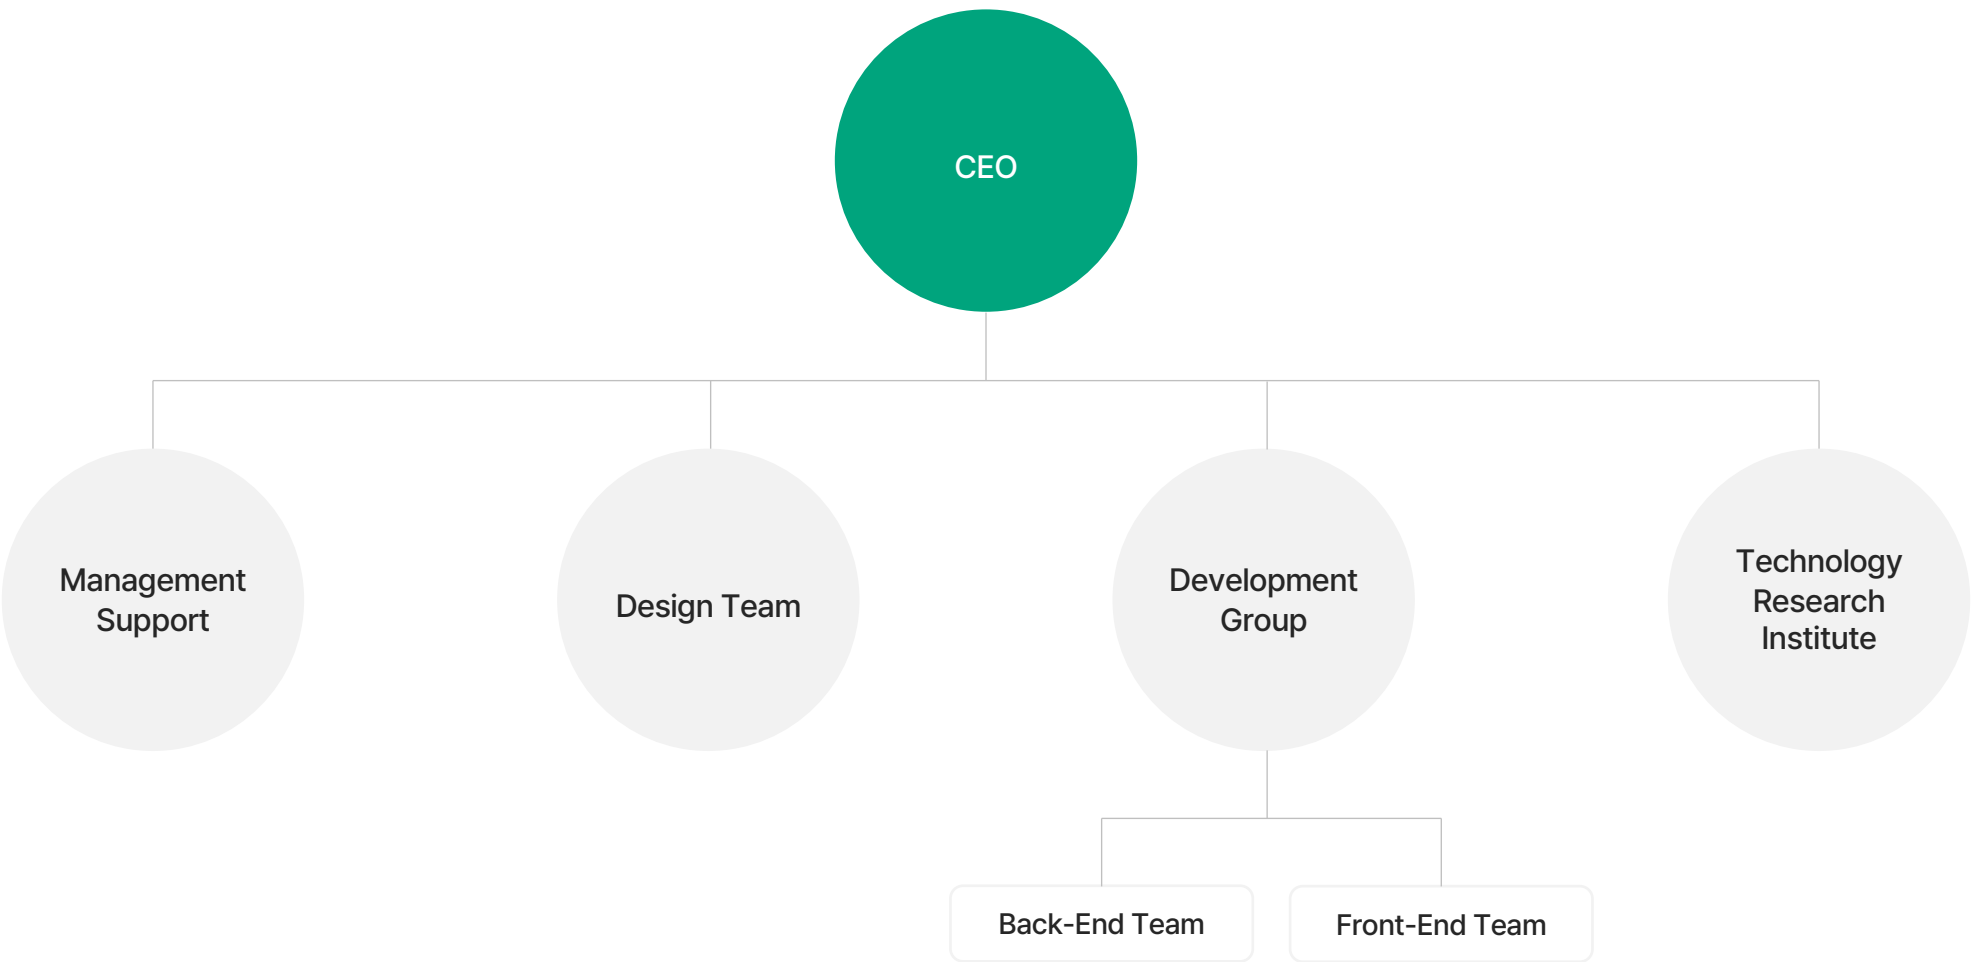 CEO
Management
Support
Design Team
Development
Group
Technology
Research
Institute
Back-End Team
Front-End Team